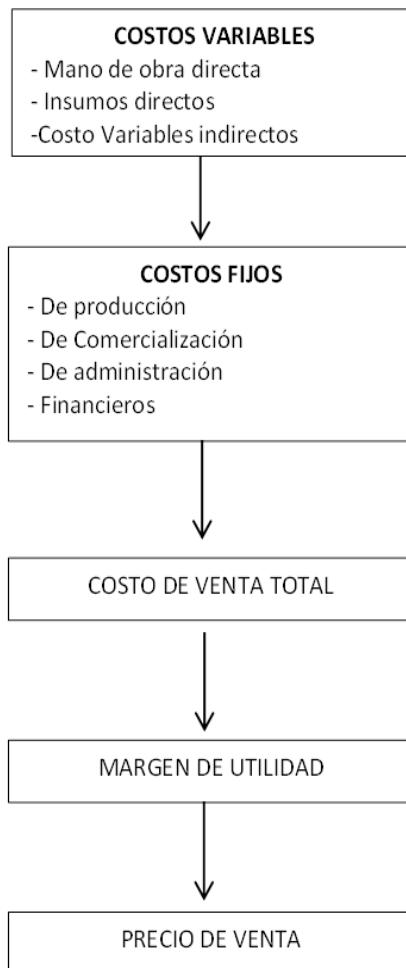 COSTOS VARIABLES
- Mano de obra directa
- Insumos directos
-Costo Variables indirectos
COSTOS FIJOS
- De producción
- De Comercialización
- De administración
- Financieros
COSTO DE VENTA TOTAL
MARGEN DE UTILIDAD
PRECIO DE VENTA